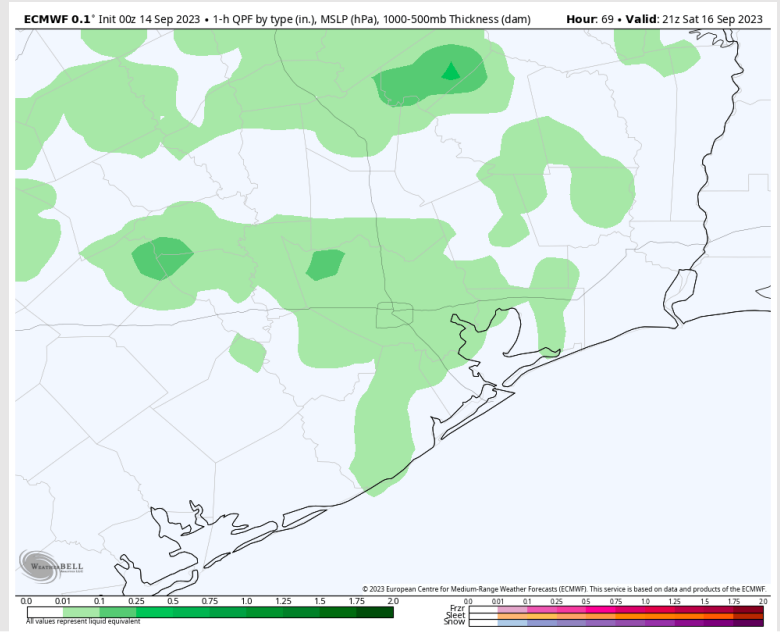 ECMWF 0.1° Init 00z 14 Sep 2023 • 1-h QPF by type (in.), MSLP (hPa), 1000-500mb Thickness (dam) Hour: 69 • Valid: 21z Sat 16 Sep 2023
WEATHERBELL
© 2023 European Centre for Medium-Range Weather Forecasts (ECMWF). This service is based on data and products of the ECMWF.
0.0 0.01 0.1 0.25 0.5 0.75 1.0 1.25 1.5 1.75 2.0
All values represent liquid equivalent
0.0 0.01 0.1 0.25 0.5 0.75 1.0 1.25 1.5 1.75 2.0
Frzr
Sleet
Snow